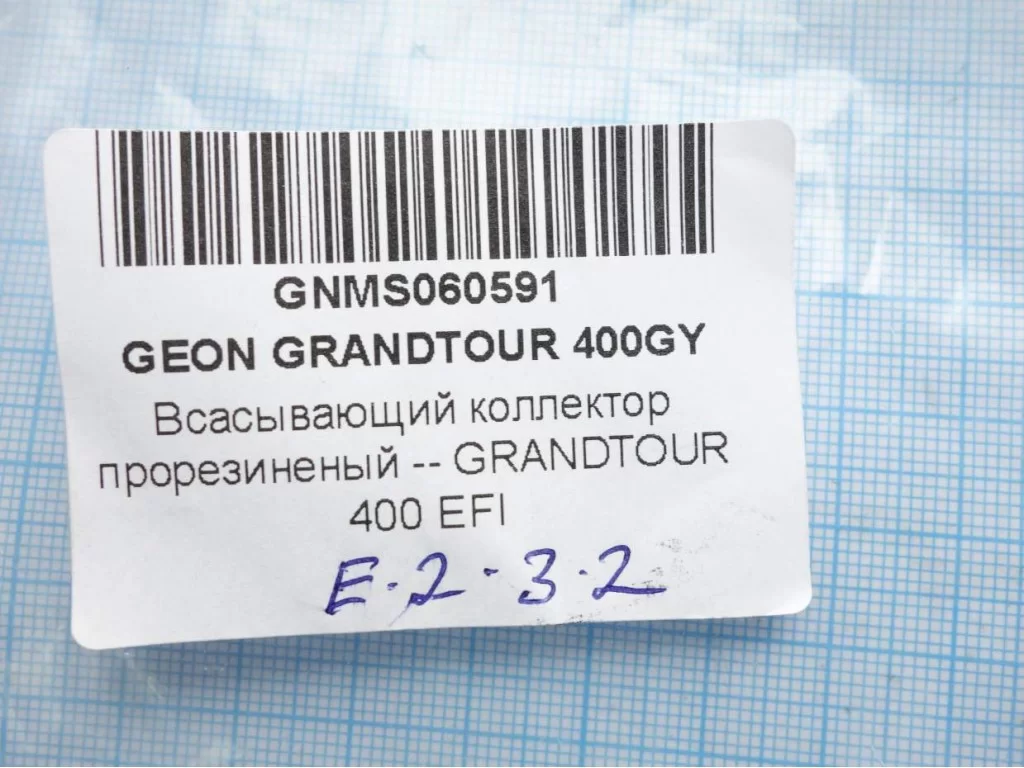 GNMS060591
GEON GRANDTOUR 400GY
Всасывающий коллектор
прорезиненый -- GRANDTOUR
400 EFI
E·2·3·2